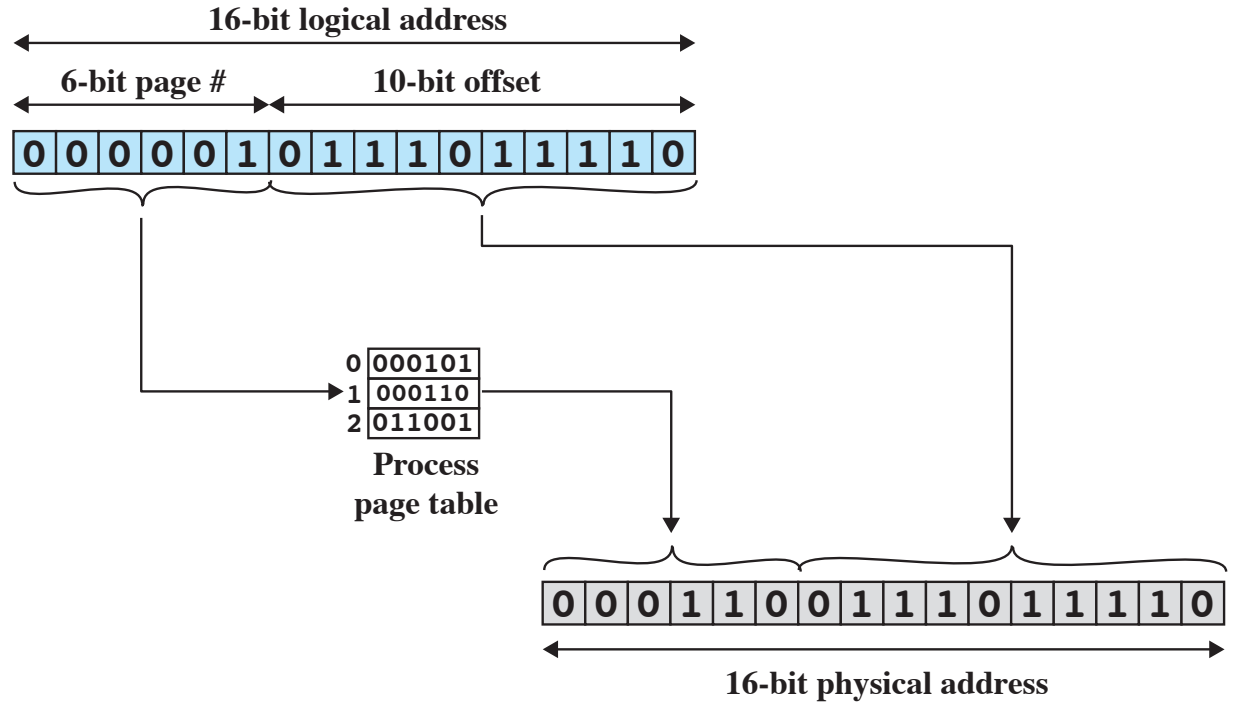 16-bit logical address
6-bit page # 10-bit offset
0 0 0 0 0 1 0 1 1 1 0 1 1 1 1 0
0 000101
1 000110
2 011001
Process
page table
0 0 0 1 1 0 0 1 1 1 0 1 1 1 1 0
16-bit physical address